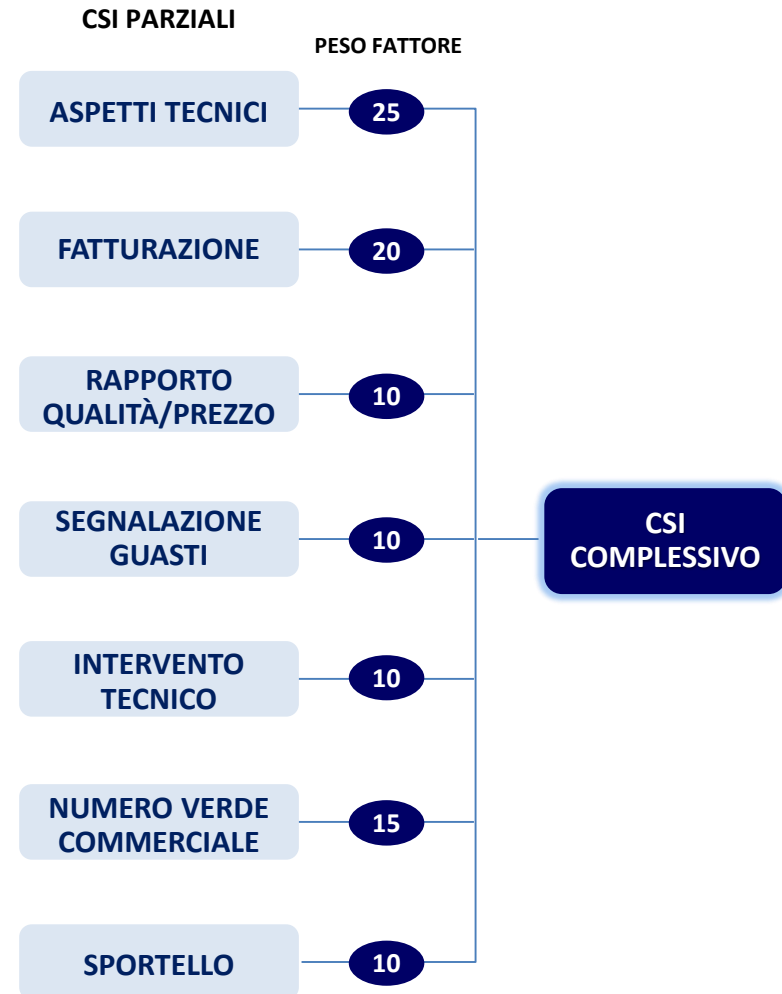 CSI PARZIALI
PESO FATTORE
ASPETTI TECNICI
25
FATTURAZIONE
20
RAPPORTO
QUALITÀ/PREZZO
10
SEGNALAZIONE
GUASTI
10
CSI
COMPLESSIVO
INTERVENTO
TECNICO
10
NUMERO VERDE
COMMERCIALE
15
SPORTELLO
10